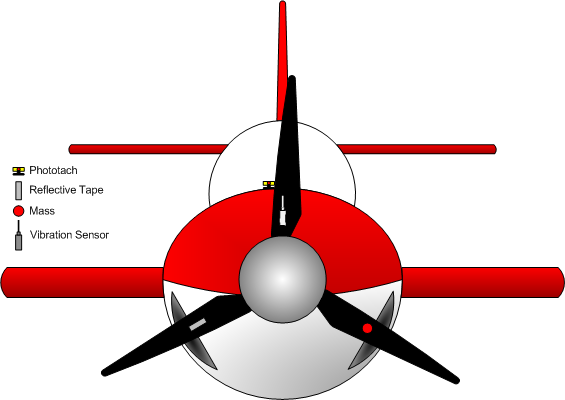 Phototach
Reflective Tape
Mass
Vibration Sensor